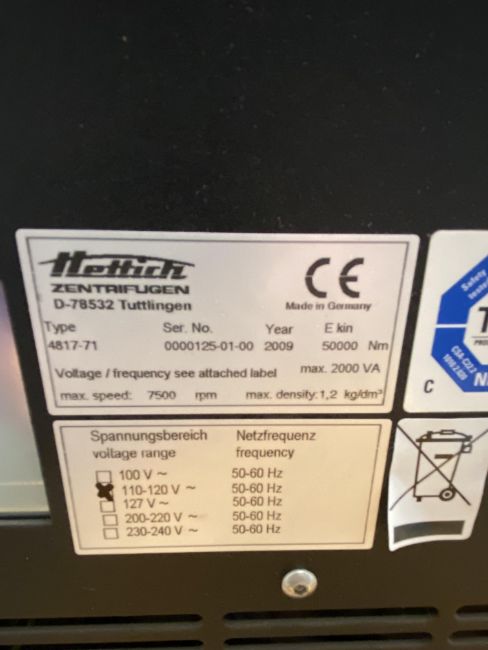 Hettich
ZENTRIFUGEN
D-78532 Tuttlingen
CE
Made in Germany
Type Ser. No. Year E kin
4817-71 0000125-01-00 2009 50000 Nm
Voltage / frequency see attached label max. 2000 VA
max. speed: 7500 rpm max. density:1,2 kg/dm³
Safety
C
Spannungsbereich Netzfrequenz
voltage range frequency
100 V ~ 50-60 Hz
110-120 V ~ 50-60 Hz
127 V ~ 50-60 Hz
200-220 V ~ 50-60 Hz
230-240 V ~ 50-60 Hz